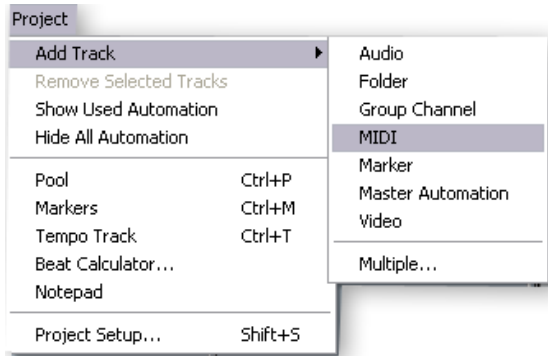 Project
Add Track
Remove Selected Tracks
Show Used Automation
Hide All Automation
Pool Ctrl+P
Markers Ctrl+M
Tempo Track Ctrl+T
Beat Calculator...
Notepad
Project Setup... Shift+S
Audio
Folder
Group Channel
MIDI
Marker
Master Automation
Video
Multiple...